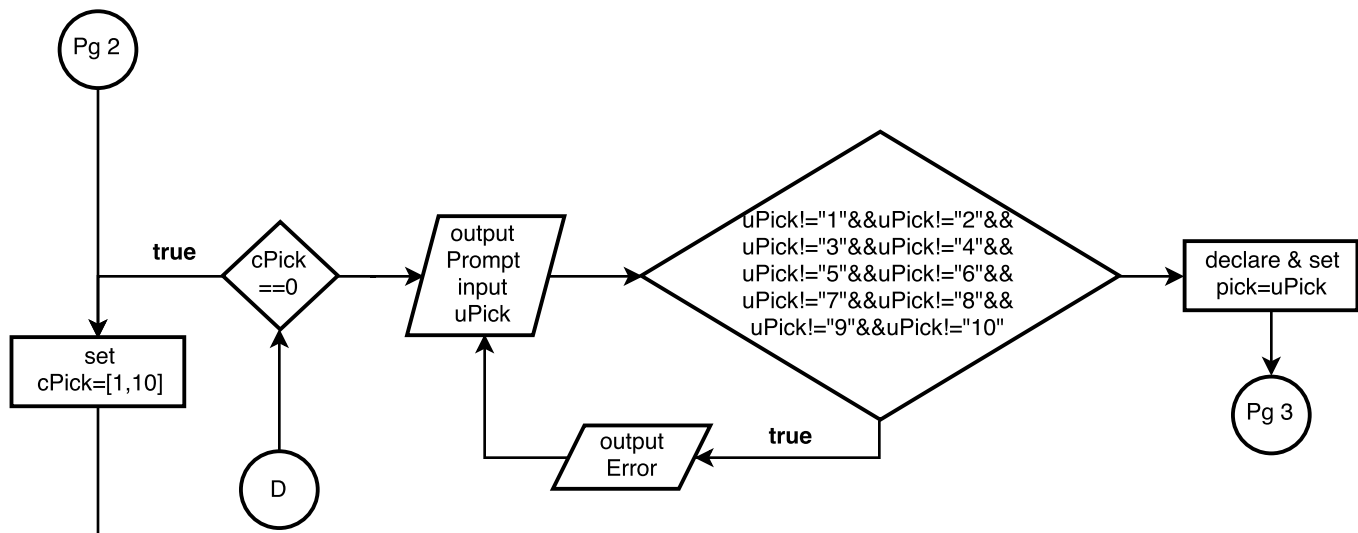 Pg 2
true
cPick
==0
output
Prompt
input
uPick
uPick!="1"&&uPick!="2"&&
uPick!="3"&&uPick!="4"&&
uPick!="5"&&uPick!="6"&&
uPick!="7"&&uPick!="8"&&
uPick!="9"&&uPick!="10"
declare & set
pick=uPick
set
cPick=[1,10]
D
output
Error
true
Pg 3